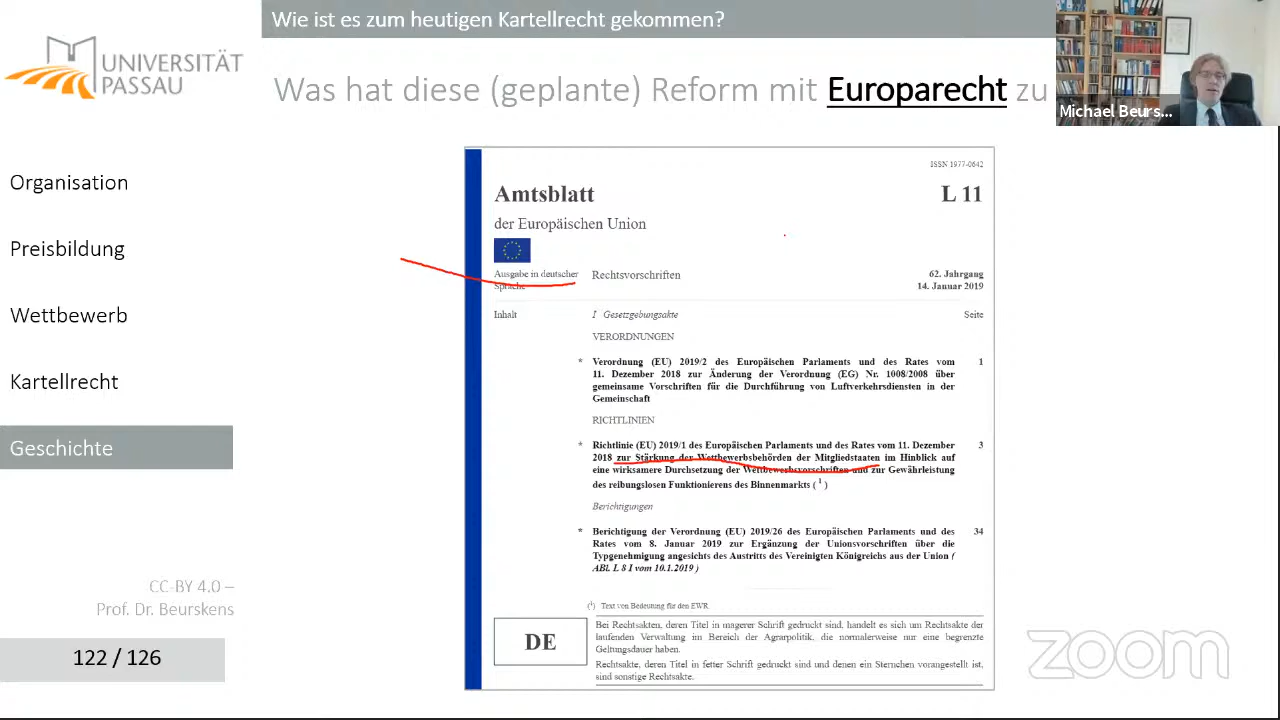 Wie ist es zum heutigen Kartellrecht gekommen?
UNIVERSITÄT
PASSAU
Was hat diese (geplante) Reform mit Europarecht zu
Michael Beurs...
Organisation
Preisbildung
Wettbewerb
Kartellrecht
Geschichte
CC-BY 4.0 –
Prof. Dr. Beurskens
122 / 126
ISSN 1977-0642
Amtsblatt
L 11
der Europäischen Union
Ausgabe in deutscher
Sprache
Rechtsvorschriften
62. Jahrgang
14. Januar 2019
Inhalt
I Gesetzgebungsakte
Seite
VERORDNUNGEN
* Verordnung (EU) 2019/2 des Europäischen Parlaments und des Rates vom 1
11. Dezember 2018 zur Änderung der Verordnung (EG) Nr. 1008/2008 über
gemeinsame Vorschriften für die Durchführung von Luftverkehrsdiensten in der
Gemeinschaft
RICHTLINIEN
* Richtlinie (EU) 2019/1 des Europäischen Parlaments und des Rates vom 11. Dezember 3
2018 zur Stärkung der Wettbewerbsbehörden der Mitgliedstaaten im Hinblick auf
eine wirksamere Durchsetzung der Wettbewerbsvorschriften und zur Gewährleistung
des reibungslosen Funktionierens des Binnenmarkts ( 1 )
Berichtigungen
* Berichtigung der Verordnung (EU) 2019/26 des Europäischen Parlaments und des 34
Rates vom 8. Januar 2019 zur Ergänzung der Unionsvorschriften über die
Typgenehmigung angesichts des Austritts des Vereinigten Königreichs aus der Union (
ABl. L 8 I vom 10.1.2019 )
(1) Text von Bedeutung für den EWR.
DE
Bei Rechtsakten, deren Titel in magerer Schrift gedruckt sind, handelt es sich um Rechtsakte der
laufenden Verwaltung im Bereich der Agrarpolitik, die normalerweise nur eine begrenzte
Geltungsdauer haben.
Rechtsakte, deren Titel in fetter Schrift gedruckt sind und denen ein Sternchen vorangestellt ist,
sind sonstige Rechtsakte.
zoom